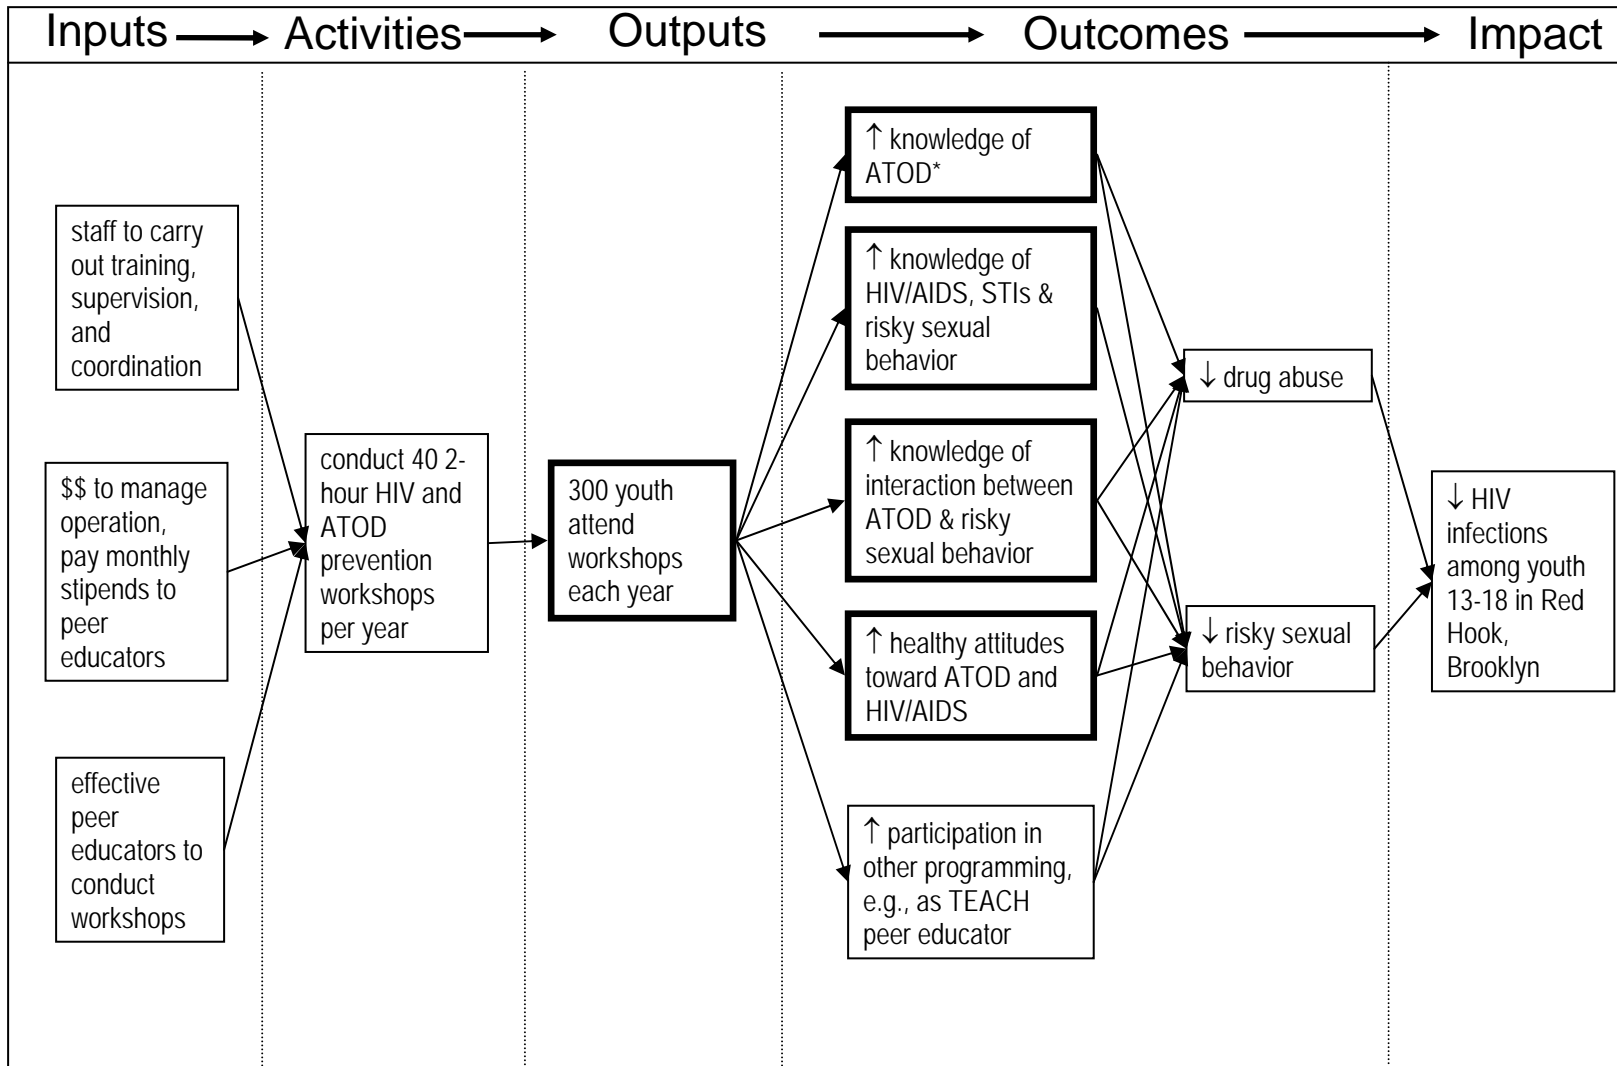 Inputs
Activities
Outputs
Outcomes
Impact
staff to carry
out training,
supervision,
and
coordination
$$ to manage
operation,
pay monthly
stipends to
peer
educators
effective
peer
educators to
conduct
workshops
conduct 40 2-
hour HIV and
ATOD
prevention
workshops
per year
300 youth
attend
workshops
each year
↑ knowledge of
ATOD*
↑ knowledge of
HIV/AIDS, STIs &
risky sexual
behavior
↑ knowledge of
interaction between
ATOD & risky
sexual behavior
↑ healthy attitudes
toward ATOD and
HIV/AIDS
↑ participation in
other programming,
e.g., as TEACH
peer educator
↓ drug abuse
↓ risky sexual
behavior
↓ HIV
infections
among youth
13-18 in Red
Hook,
Brooklyn